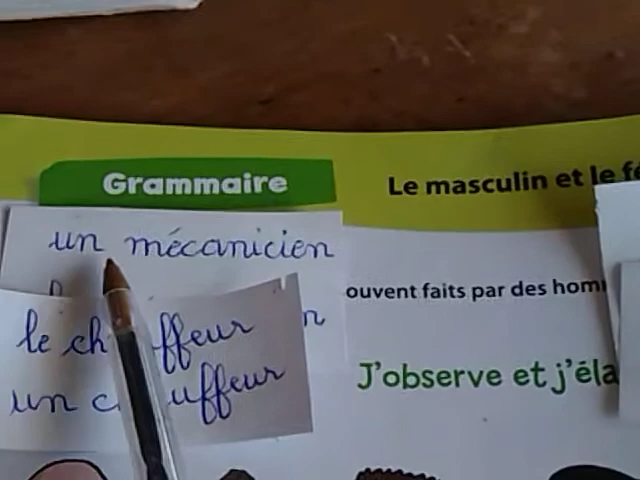 Grammaire
Le masculin et le
un mécanicien
ouvent faits par des hom
le ch ffeur
un c uffeur
J'observe et j'éla